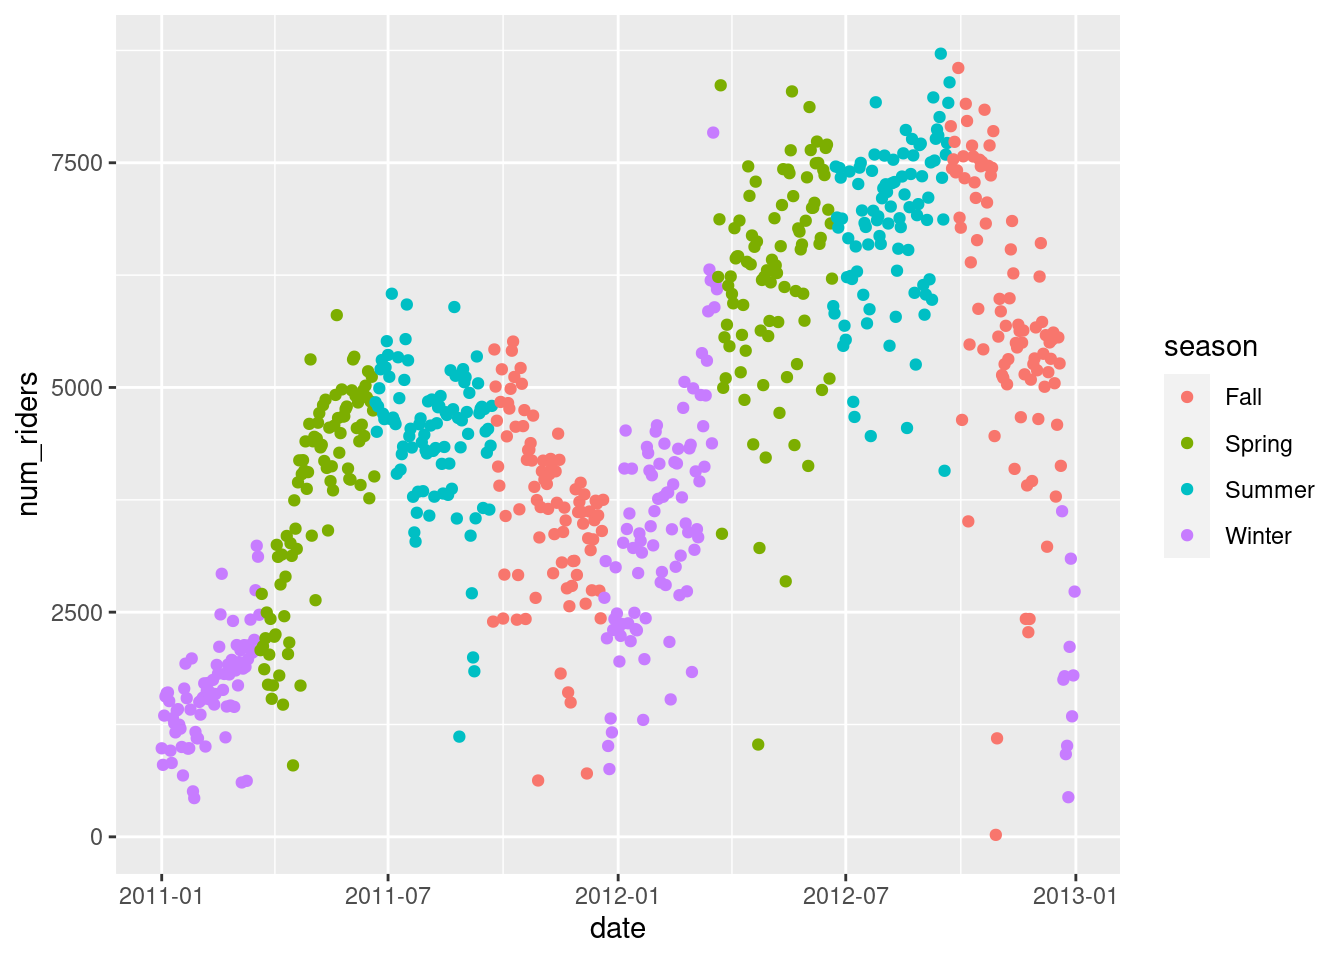 num_riders
7500
5000
2500
0
2011-01
2011-07
2012-01
2012-07
2013-01
date
season
Fall
Spring
Summer
Winter